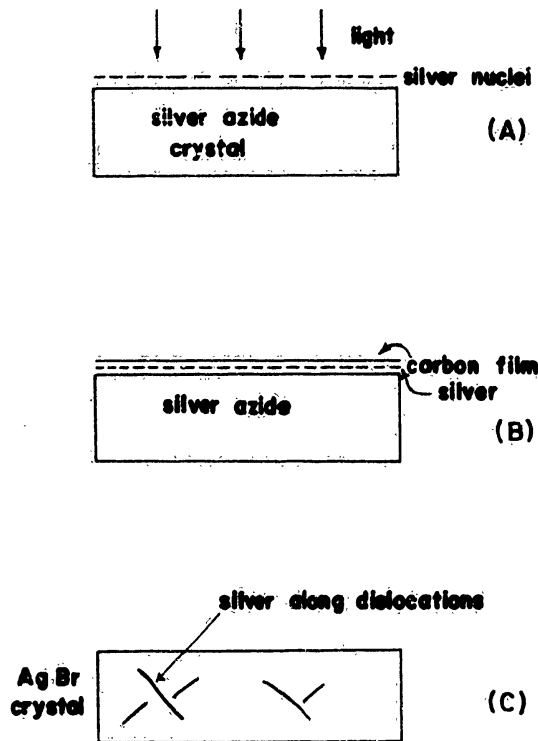 light
silver nuclei
silver azide
crystal
(A)
carbon film
silver
silver azide
(B)
silver along dislocations
Ag Br
crystal
(C)